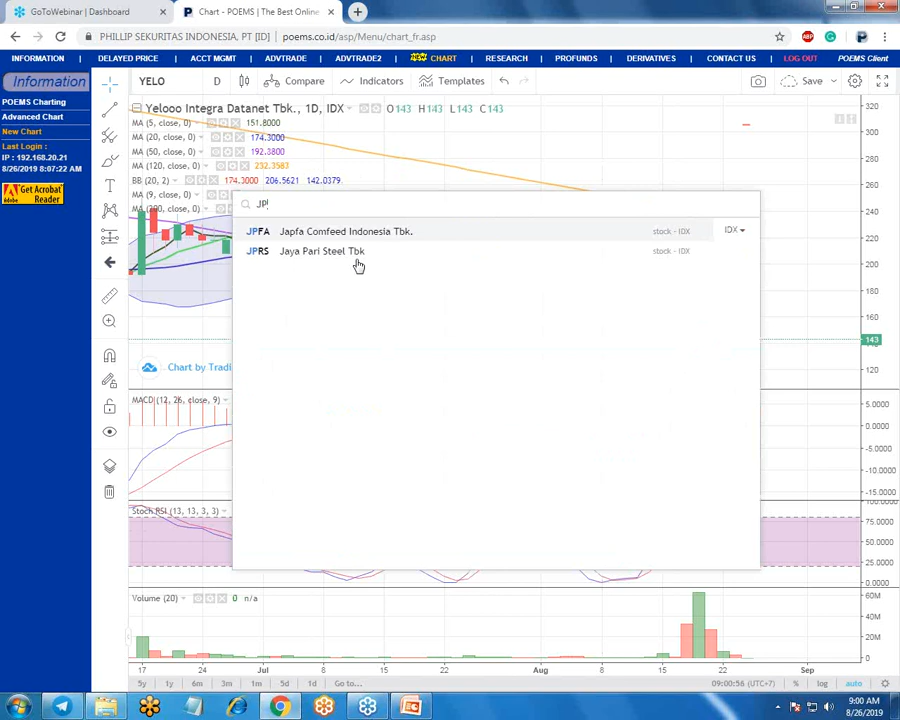 GoToWebinar | Dashboard
Chart - POEMS | The Best Online
PHILLIP SEKURITAS INDONESIA, PT [ID]
poems.co.id/asp/Menu/chart_fr.asp
INFORMATION DELAYED PRICE ACCT MGMT ADVTRADE ADVTRADE2 NEW CHART RESEARCH PRODUCTS FUNDS DERIVATIVES CONTACT US LOG OUT POEMS Client
Information
POEMS Charting
Advanced Chart
New Chart
Last Login :
IP : 192.168.20.21
8/26/2019 8:07:22 AM
Get Acrobat
Reader
YELO D Compare Indicators Templates Save
Yelooo Integra Datanet Tbk., 1D, IDX O143 H143 L143 C143
MA (5, close, 0) 151.8000
MA (20, close, 0) 174.3000
MA (50, close, 0) 192.3800
MA (120, close, 0) 232.3583
BB (20, 2) 174.3000 206.5621 142.0379
MA (9, close, 0)
MA (200, close, 0)
JP
JPFA Japfa Comfeed Indonesia Tbk. stock - IDX IDX
JPRS Jaya Pari Steel Tbk stock - IDX
320
300
280
260
240
220
200
180
160
143
120
Chart by Tradi
MACD (12, 26, close, 9)
5.0000
0.0000
-5.0000
-10.0000
-15.0000
Stoch RSI (13, 13, 3, 3)
100.0000
75.0000
50.0000
25.0000
0.0000
Volume (20) 0 n/a
60M
40M
20M
0
17 24 Jul 8 15 22 Aug 8 15 22 Sep
5y 1y 6m 3m 1m 5d 1d Go to... 09:00:56 (UTC+7) % log auto
9:00 AM
8/26/2019